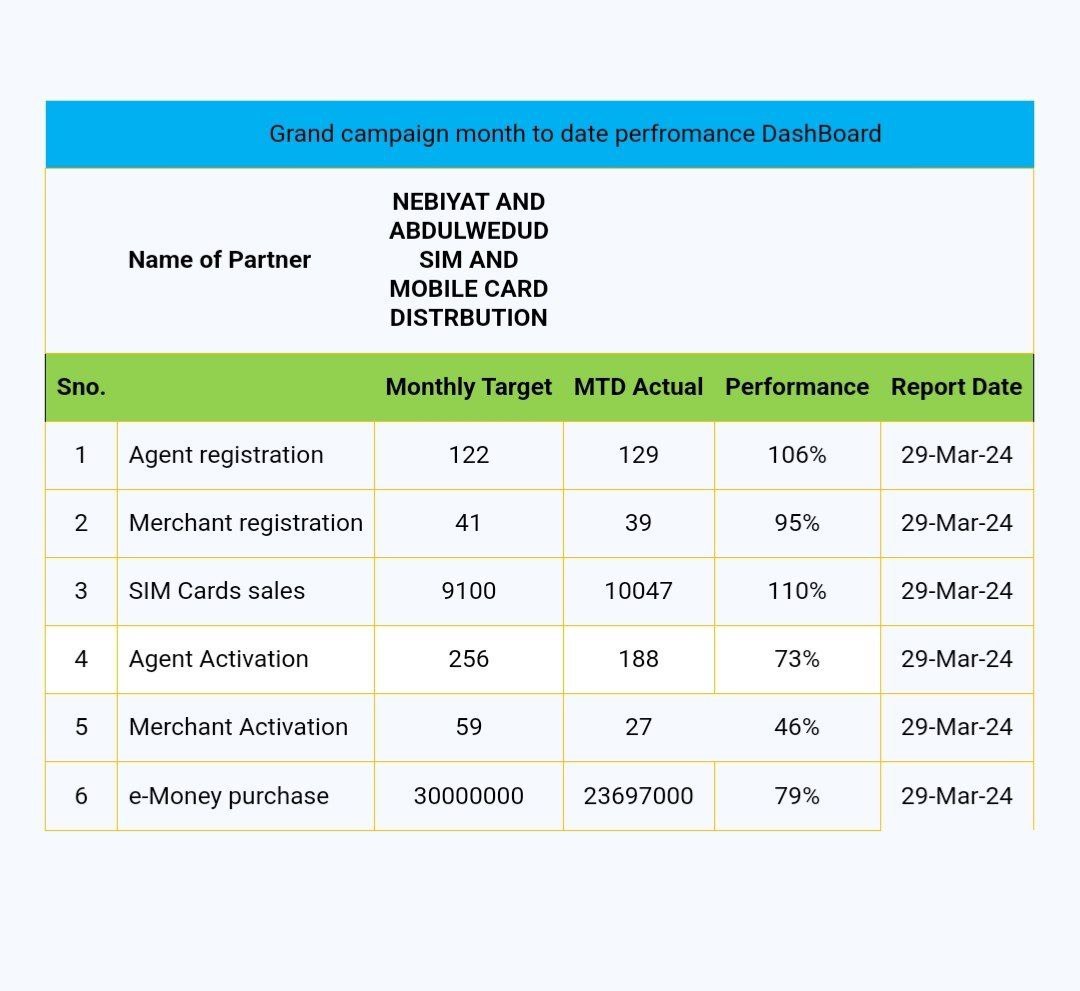 Grand campaign month to date perfromance DashBoard
Name of Partner
NEBIYAT AND
ABDULWEDUD
SIM AND
MOBILE CARD
DISTRBUTION
Sno. Monthly Target MTD Actual Performance Report Date
1 Agent registration 122 129 106% 29-Mar-24
2 Merchant registration 41 39 95% 29-Mar-24
3 SIM Cards sales 9100 10047 110% 29-Mar-24
4 Agent Activation 256 188 73% 29-Mar-24
5 Merchant Activation 59 27 46% 29-Mar-24
6 e-Money purchase 30000000 23697000 79% 29-Mar-24